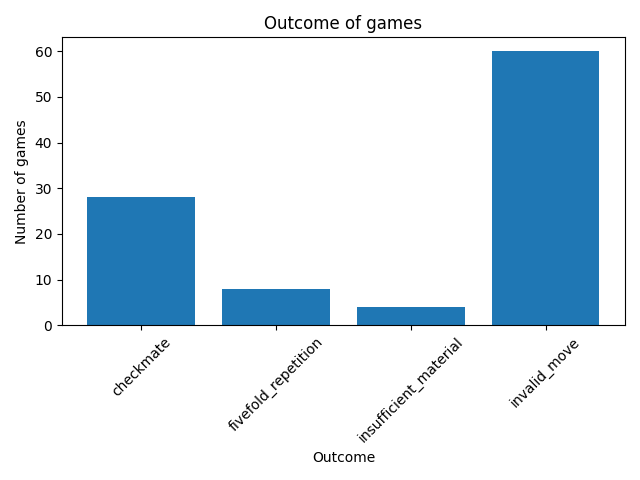 Outcome of games
Number of games
60
50
40
30
20
10
0
checkmate
fivefold_repetition
insufficient_material
invalid_move
Outcome